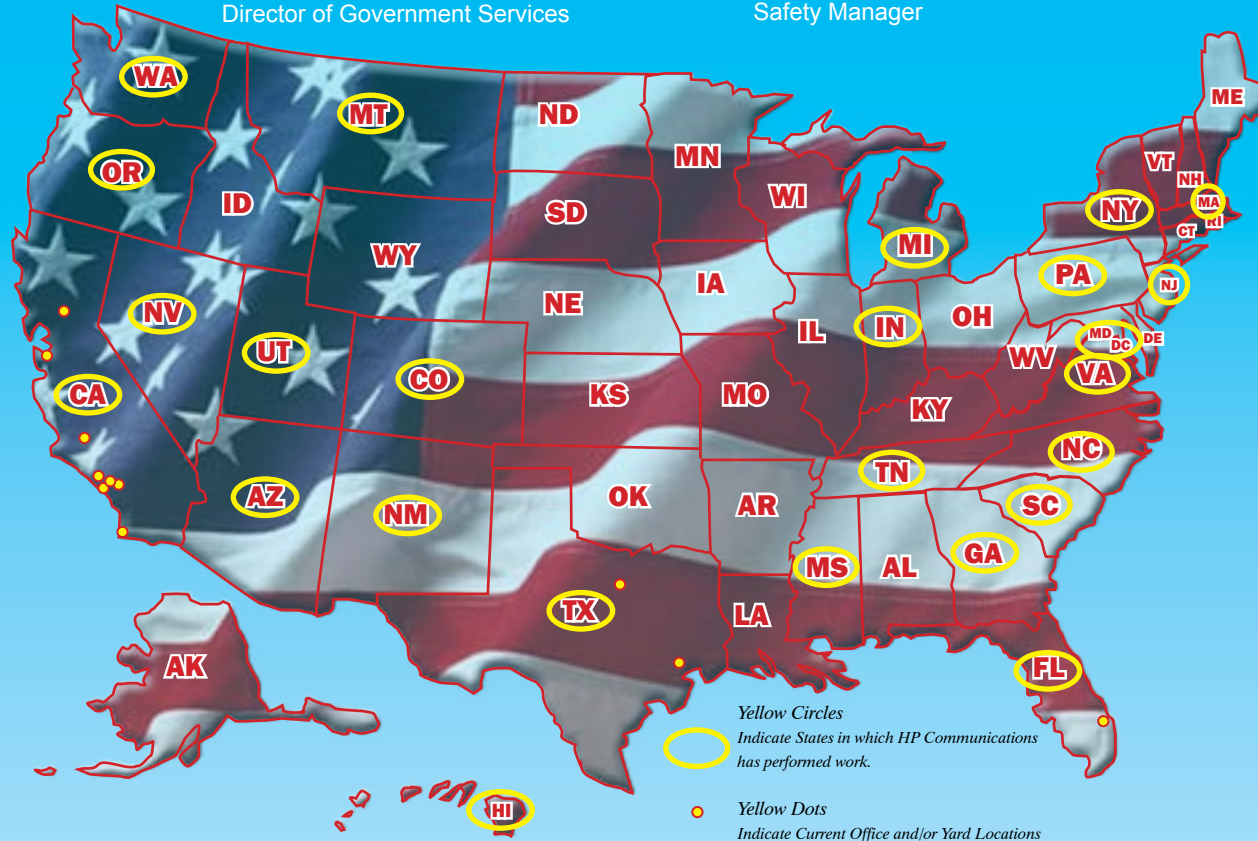 Director of Government Services
Safety Manager
WA
MT
ND
MN
ME
OR
ID
SD
WI
VT
NH
MA
NY
RI
CT
WY
MI
PA
NJ
NV
NE
IA
IL
IN
OH
MD
DC
DE
UT
WV
VA
CA
CO
KS
MO
KY
NC
TN
AZ
NM
OK
AR
SC
MS
AL
GA
TX
LA
AK
FL
HI
Yellow Circles
Indicate States in which HP Communications
has performed work.
Yellow Dots
Indicate Current Office and/or Yard Locations